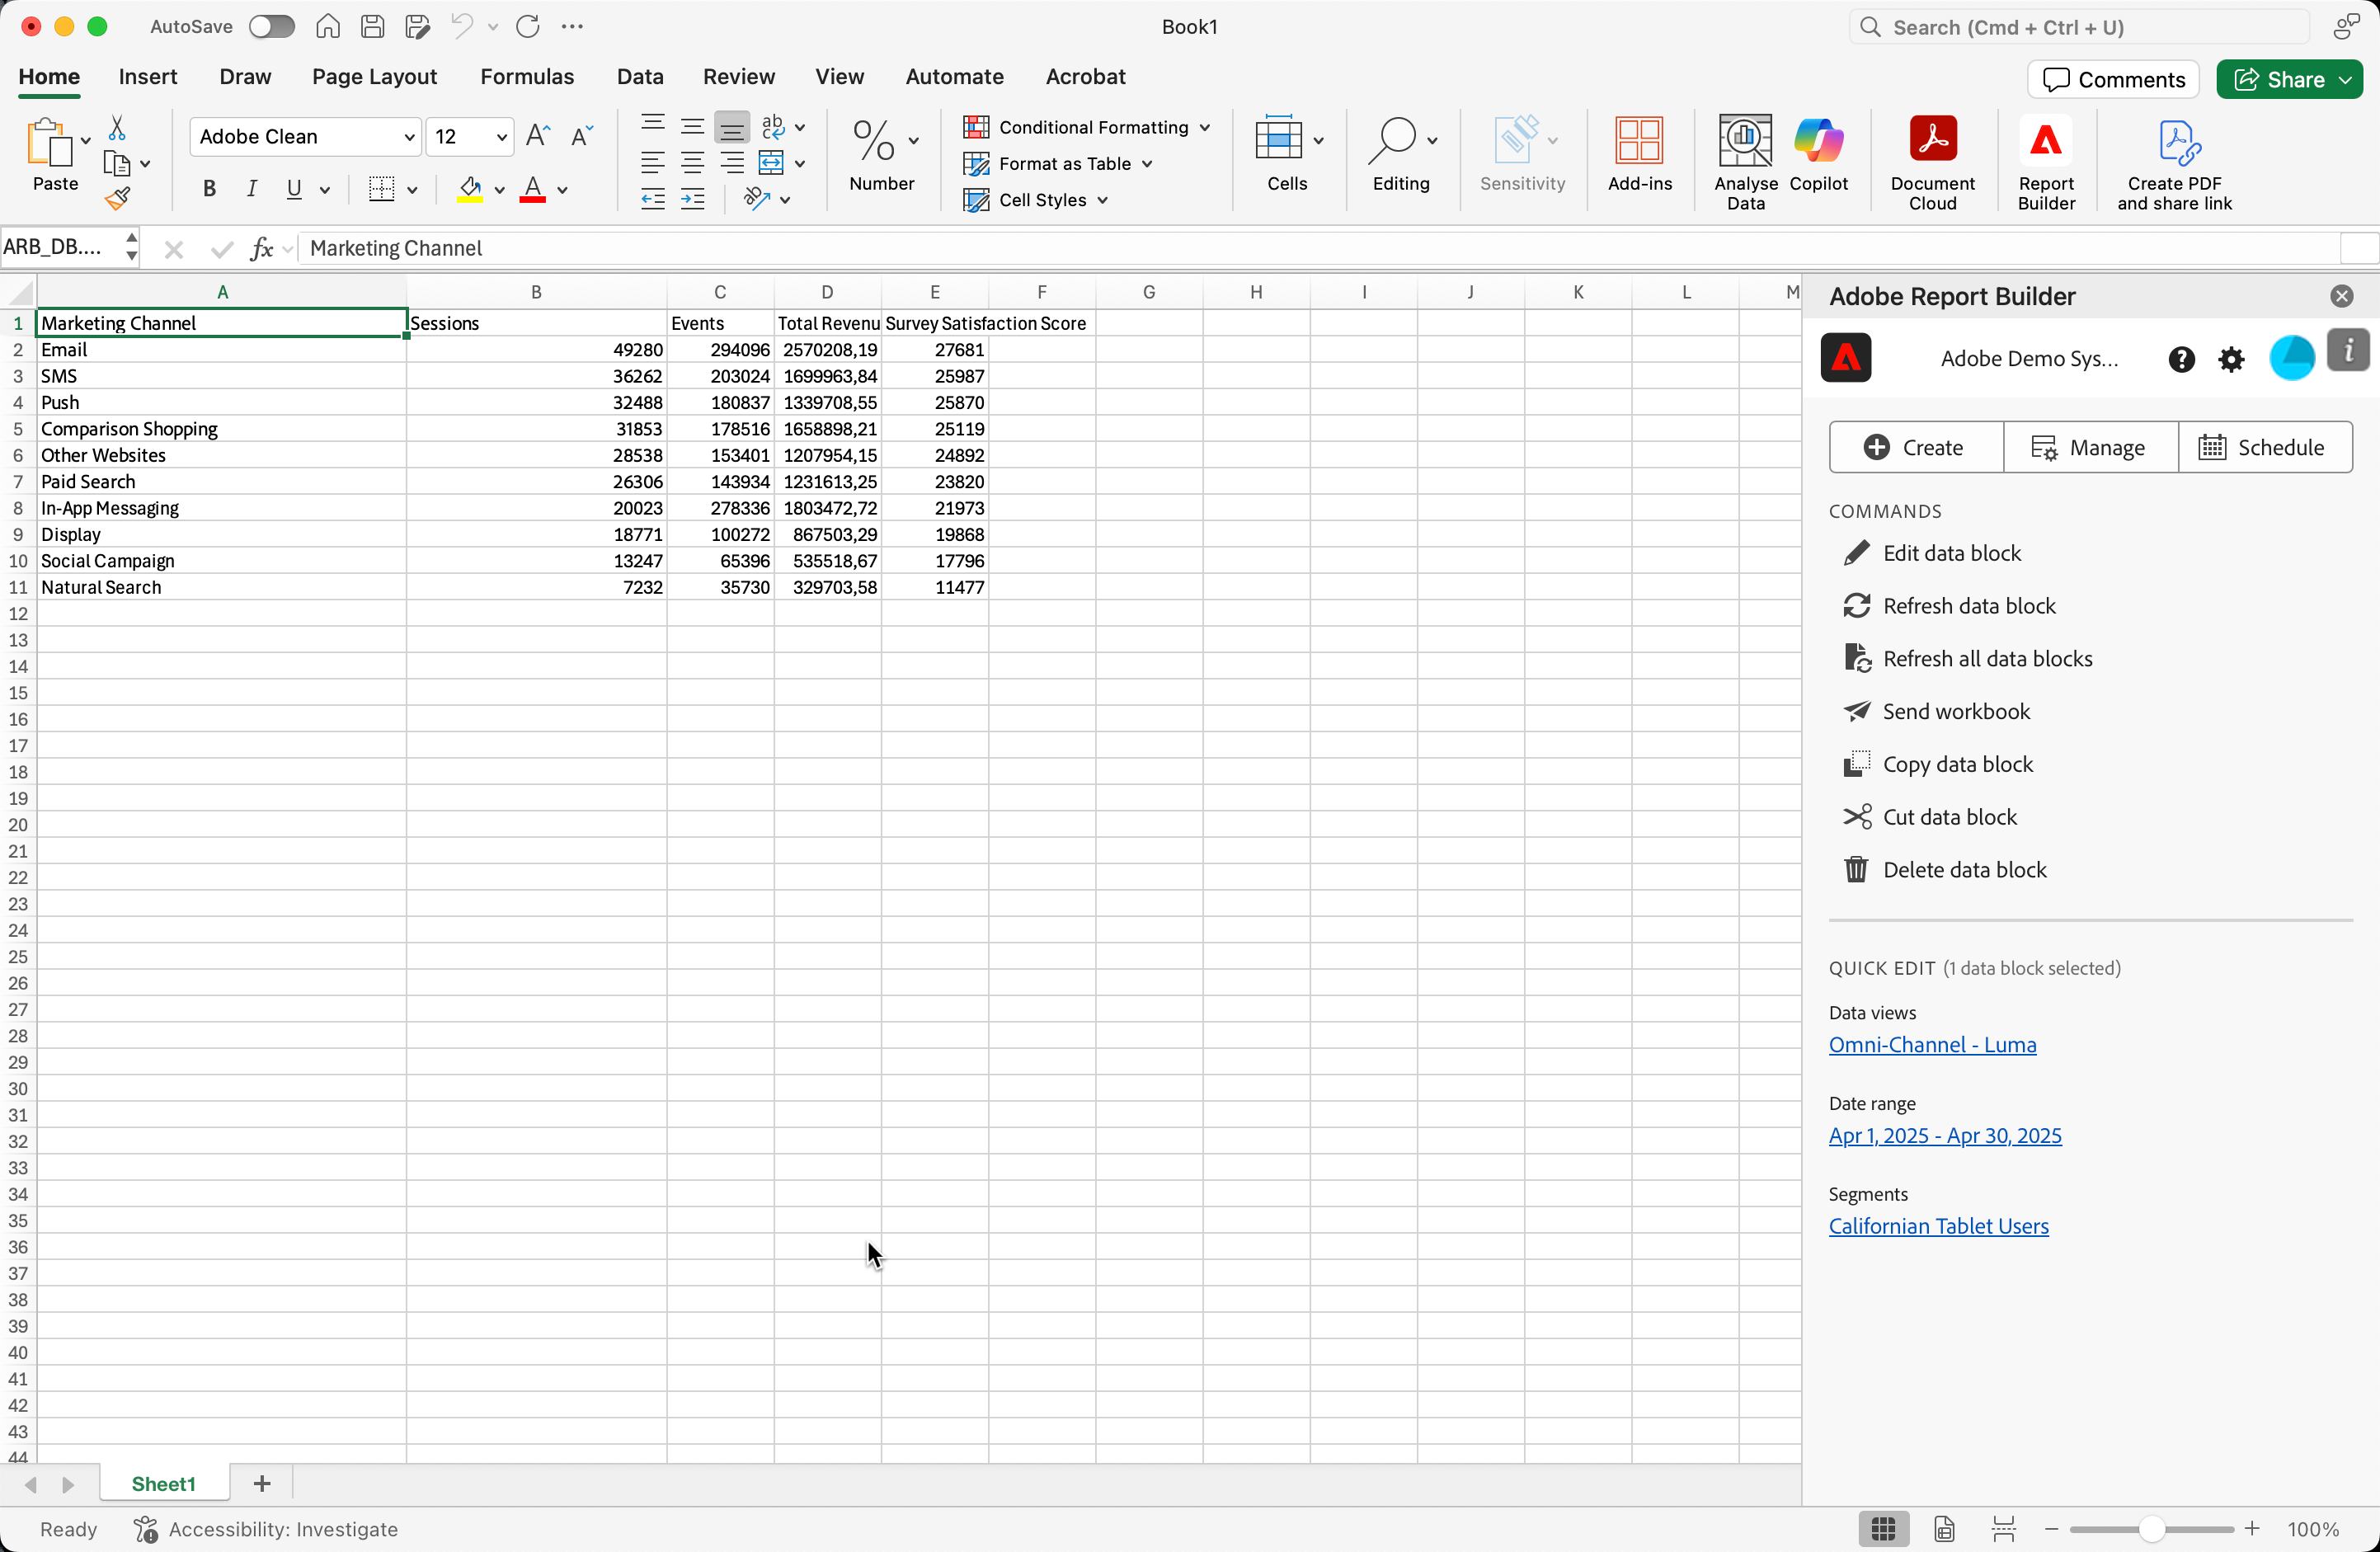 AutoSave
Book1
Search (Cmd + Ctrl + U)
Home Insert Draw Page Layout Formulas Data Review View Automate Acrobat
Comments Share
Paste
Adobe Clean 12
B I U
Number
Conditional Formatting
Format as Table
Cell Styles
Cells
Editing
Sensitivity
Add-ins
Analyse Data
Copilot
Document Cloud
Report Builder
Create PDF and share link
ARB_DB.... fx Marketing Channel
A B C D E F G H I J K L M
1 Marketing Channel Sessions Events Total Revenu Survey Satisfaction Score
2 Email 49280 294096 2570208,19 27681
3 SMS 36262 203024 1699963,84 25987
4 Push 32488 180837 1339708,55 25870
5 Comparison Shopping 31853 178516 1658898,21 25119
6 Other Websites 28538 153401 1207954,15 24892
7 Paid Search 26306 143934 1231613,25 23820
8 In-App Messaging 20023 278336 1803472,72 21973
9 Display 18771 100272 867503,29 19868
10 Social Campaign 13247 65396 535518,67 17796
11 Natural Search 7232 35730 329703,58 11477
12
13
14
15
16
17
18
19
20
21
22
23
24
25
26
27
28
29
30
31
32
33
34
35
36
37
38
39
40
41
42
43
44
Adobe Report Builder
Adobe Demo Sys...
Create Manage Schedule
COMMANDS
Edit data block
Refresh data block
Refresh all data blocks
Send workbook
Copy data block
Cut data block
Delete data block
QUICK EDIT (1 data block selected)
Data views
Omni-Channel - Luma
Date range
Apr 1, 2025 - Apr 30, 2025
Segments
Californian Tablet Users
Sheet1
Ready Accessibility: Investigate
100%